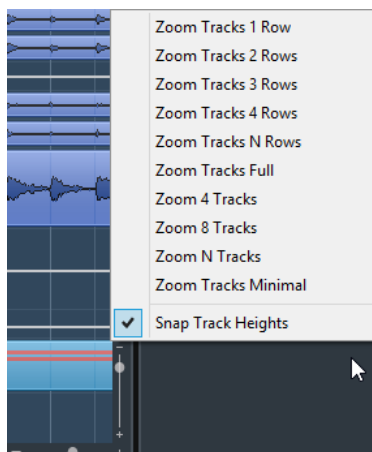 Zoom Tracks 1 Row
Zoom Tracks 2 Rows
Zoom Tracks 3 Rows
Zoom Tracks 4 Rows
Zoom Tracks N Rows
Zoom Tracks Full
Zoom 4 Tracks
Zoom 8 Tracks
Zoom N Tracks
Zoom Tracks Minimal
Snap Track Heights